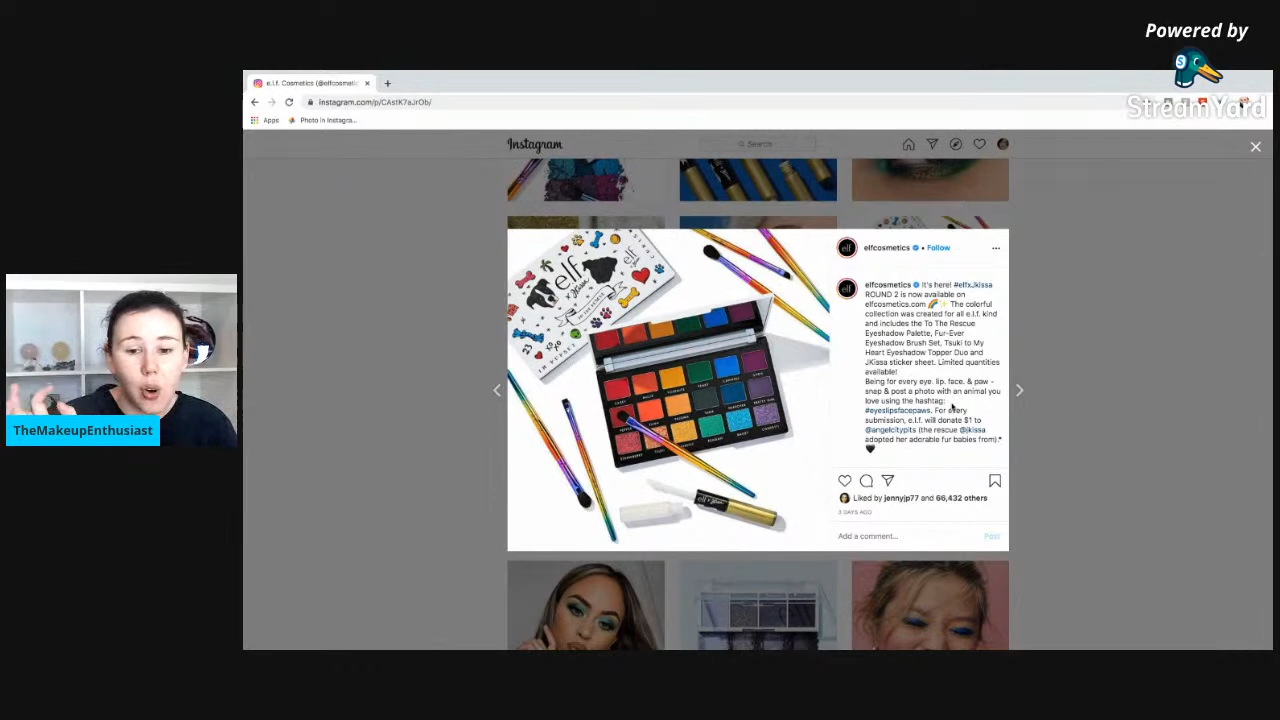 Powered by
StreamYard
e.l.f. Cosmetics (@elfcosmetic
instagram.com/p/CAstK7aJrOb/
Apps
Photo in Instagra...
Instagram
Search
elfcosmetics • Follow
elfcosmetics It's here! #elfxJkissa
ROUND 2 is now available on
elfcosmetics.com 🌈✨ The colorful
collection was created for all e.l.f. kind
and includes the To The Rescue
Eyeshadow Palette, Fur-Ever
Eyeshadow Brush Set, Tsuki to My
Heart Eyeshadow Topper Duo and
JKissa sticker sheet. Limited quantities
available!
Being for every eye. lip. face. & paw -
snap & post a photo with an animal you
love using the hashtag:
#eyeslipsfacepaws. For every
submission, e.l.f. will donate $1 to
@angelcitypits (the rescue @jkissa
adopted her adorable fur babies from).*
🖤
Liked by jennyjp77 and 66,432 others
3 DAYS AGO
Add a comment...
Post
elf
TheMakeupEnthusiast